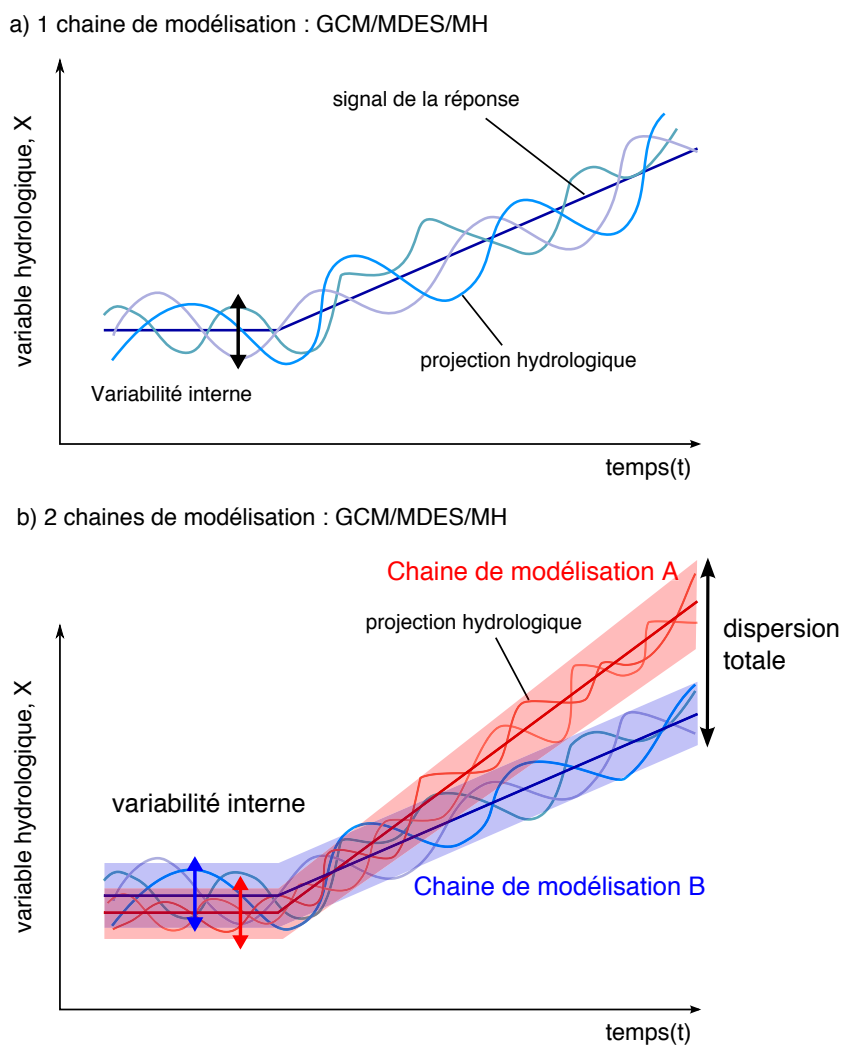 a) 1 chaine de modélisation : GCM/MDES/MH
signal de la réponse
variable hydrologique, X
projection hydrologique
Variabilité interne
temps(t)
b) 2 chaines de modélisation : GCM/MDES/MH
Chaine de modélisation A
projection hydrologique
dispersion
totale
variable hydrologique, X
variabilité interne
Chaine de modélisation B
temps(t)